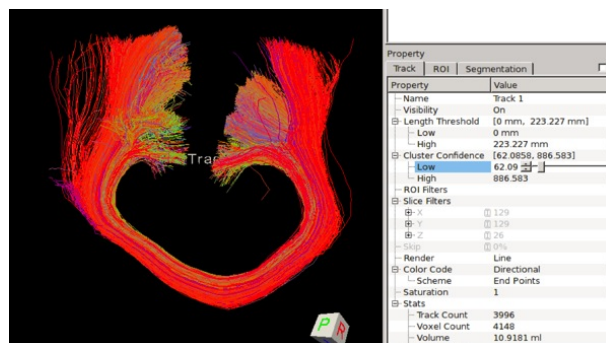 Trac
P R
Property
Track ROI Segmentation
Property Value
Name Track 1
Visibility On
Length Threshold [0 mm, 223.227 mm]
Low 0 mm
High 223.227 mm
Cluster Confidence [62.0858, 886.583]
Low 62.09
High 886.583
ROI Filters
Slice Filters
X 129
Y 129
Z 26
Skip 0%
Render Line
Color Code Directional
Scheme End Points
Saturation 1
Stats
Track Count 3996
Voxel Count 4148
Volume 10.9181 ml